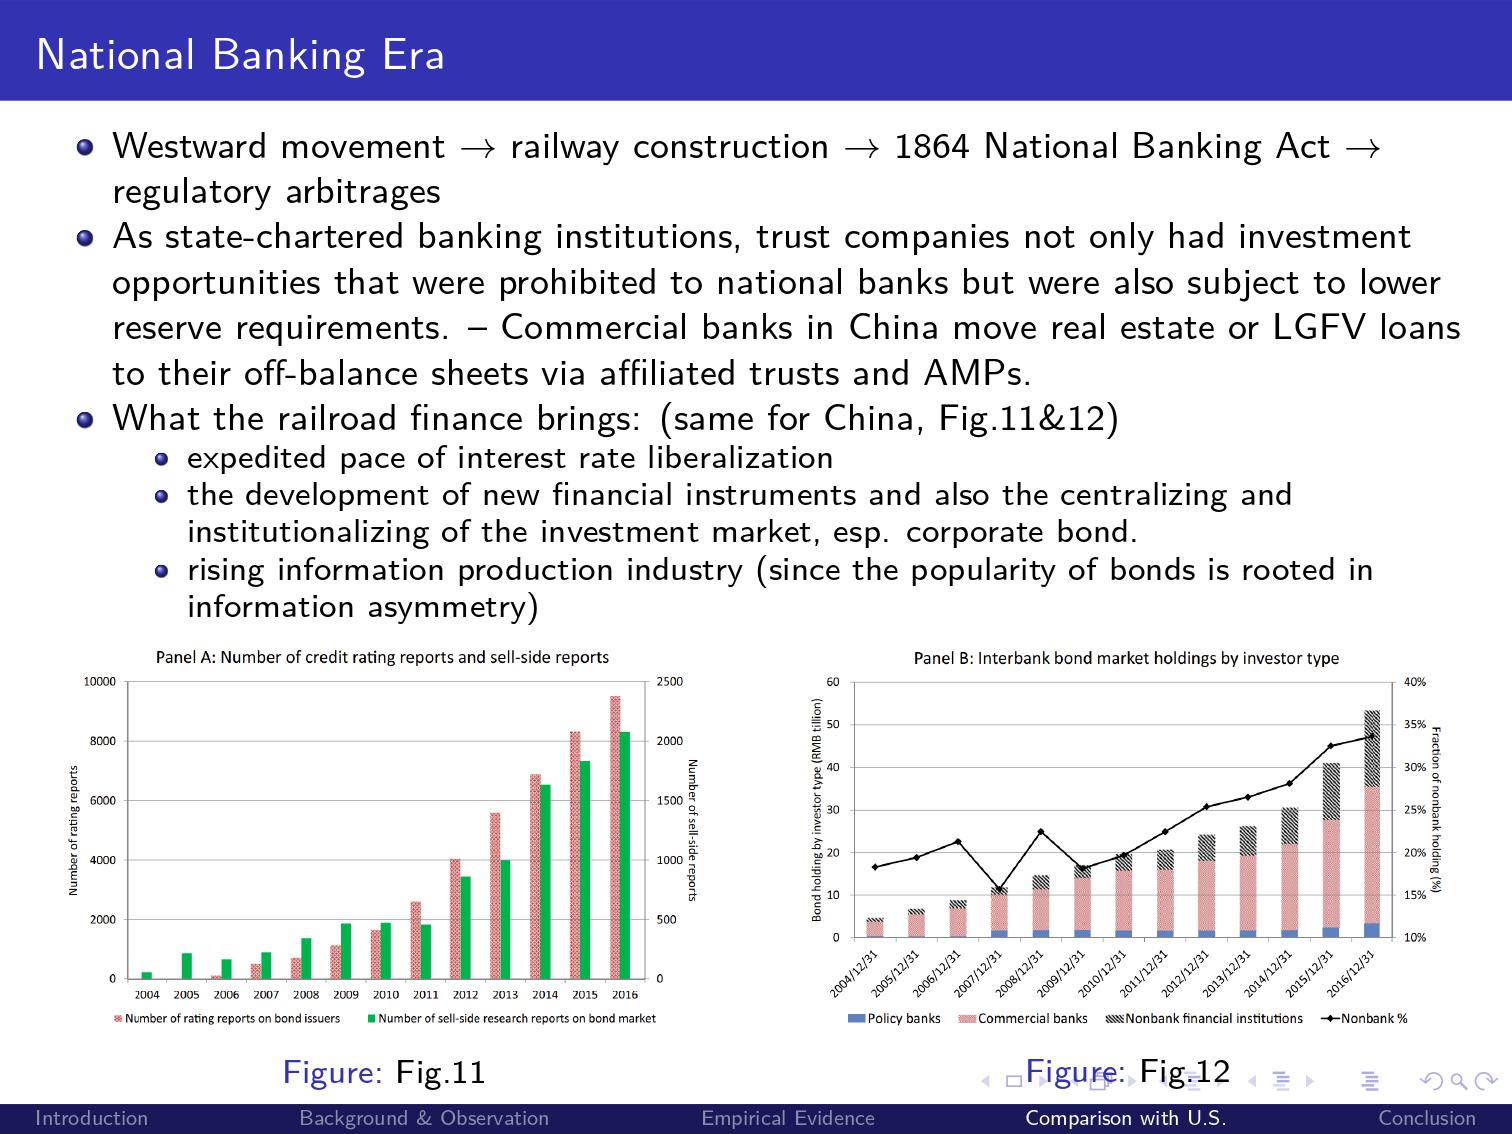 National Banking Era
Westward movement → railway construction → 1864 National Banking Act →
regulatory arbitrages
As state-chartered banking institutions, trust companies not only had investment
opportunities that were prohibited to national banks but were also subject to lower
reserve requirements. – Commercial banks in China move real estate or LGFV loans
to their off-balance sheets via affiliated trusts and AMPs.
What the railroad finance brings: (same for China, Fig.11&12)
expedited pace of interest rate liberalization
the development of new financial instruments and also the centralizing and
institutionalizing of the investment market, esp. corporate bond.
rising information production industry (since the popularity of bonds is rooted in
information asymmetry)
Panel A: Number of credit rating reports and sell-side reports
10000
8000
6000
4000
2000
0
Number of rating reports
2500
2000
1500
1000
500
0
Number of sell-side reports
2004 2005 2006 2007 2008 2009 2010 2011 2012 2013 2014 2015 2016
Number of rating reports on bond issuers Number of sell-side research reports on bond market
Figure: Fig.11
Panel B: Interbank bond market holdings by investor type
60
50
40
30
20
10
0
Bond holding by investor type (RMB tillion)
40%
35%
30%
25%
20%
15%
10%
Fraction of nonbank holding (%)
2004/12/31 2005/12/31 2006/12/31 2007/12/31 2008/12/31 2009/12/31 2010/12/31 2011/12/31 2012/12/31 2013/12/31 2014/12/31 2015/12/31 2016/12/31
Policy banks Commercial banks Nonbank financial institutions Nonbank %
Figure: Fig.12
Introduction Background & Observation Empirical Evidence Comparison with U.S. Conclusion